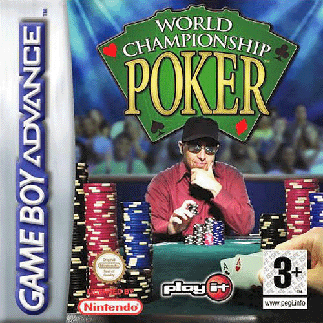 GAME BOY ADVANCE
WORLD
CHAMPIONSHIP
POKER
Nintendo
play it
3+
www.pegi.info
A
A